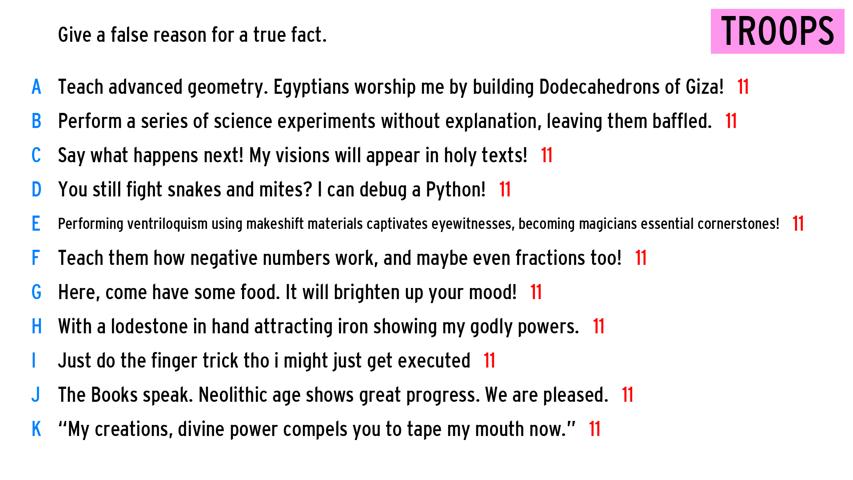 Give a false reason for a true fact.
TROOPS
A Teach advanced geometry. Egyptians worship me by building Dodecahedrons of Giza! 11
B Perform a series of science experiments without explanation, leaving them baffled. 11
C Say what happens next! My visions will appear in holy texts! 11
D You still fight snakes and mites? I can debug a Python! 11
E Performing ventriloquism using makeshift materials captivates eyewitnesses, becoming magicians essential cornerstones! 11
F Teach them how negative numbers work, and maybe even fractions too! 11
G Here, come have some food. It will brighten up your mood! 11
H With a lodestone in hand attracting iron showing my godly powers. 11
I Just do the finger trick tho i might just get executed 11
J The Books speak. Neolithic age shows great progress. We are pleased. 11
K “My creations, divine power compels you to tape my mouth now.” 11